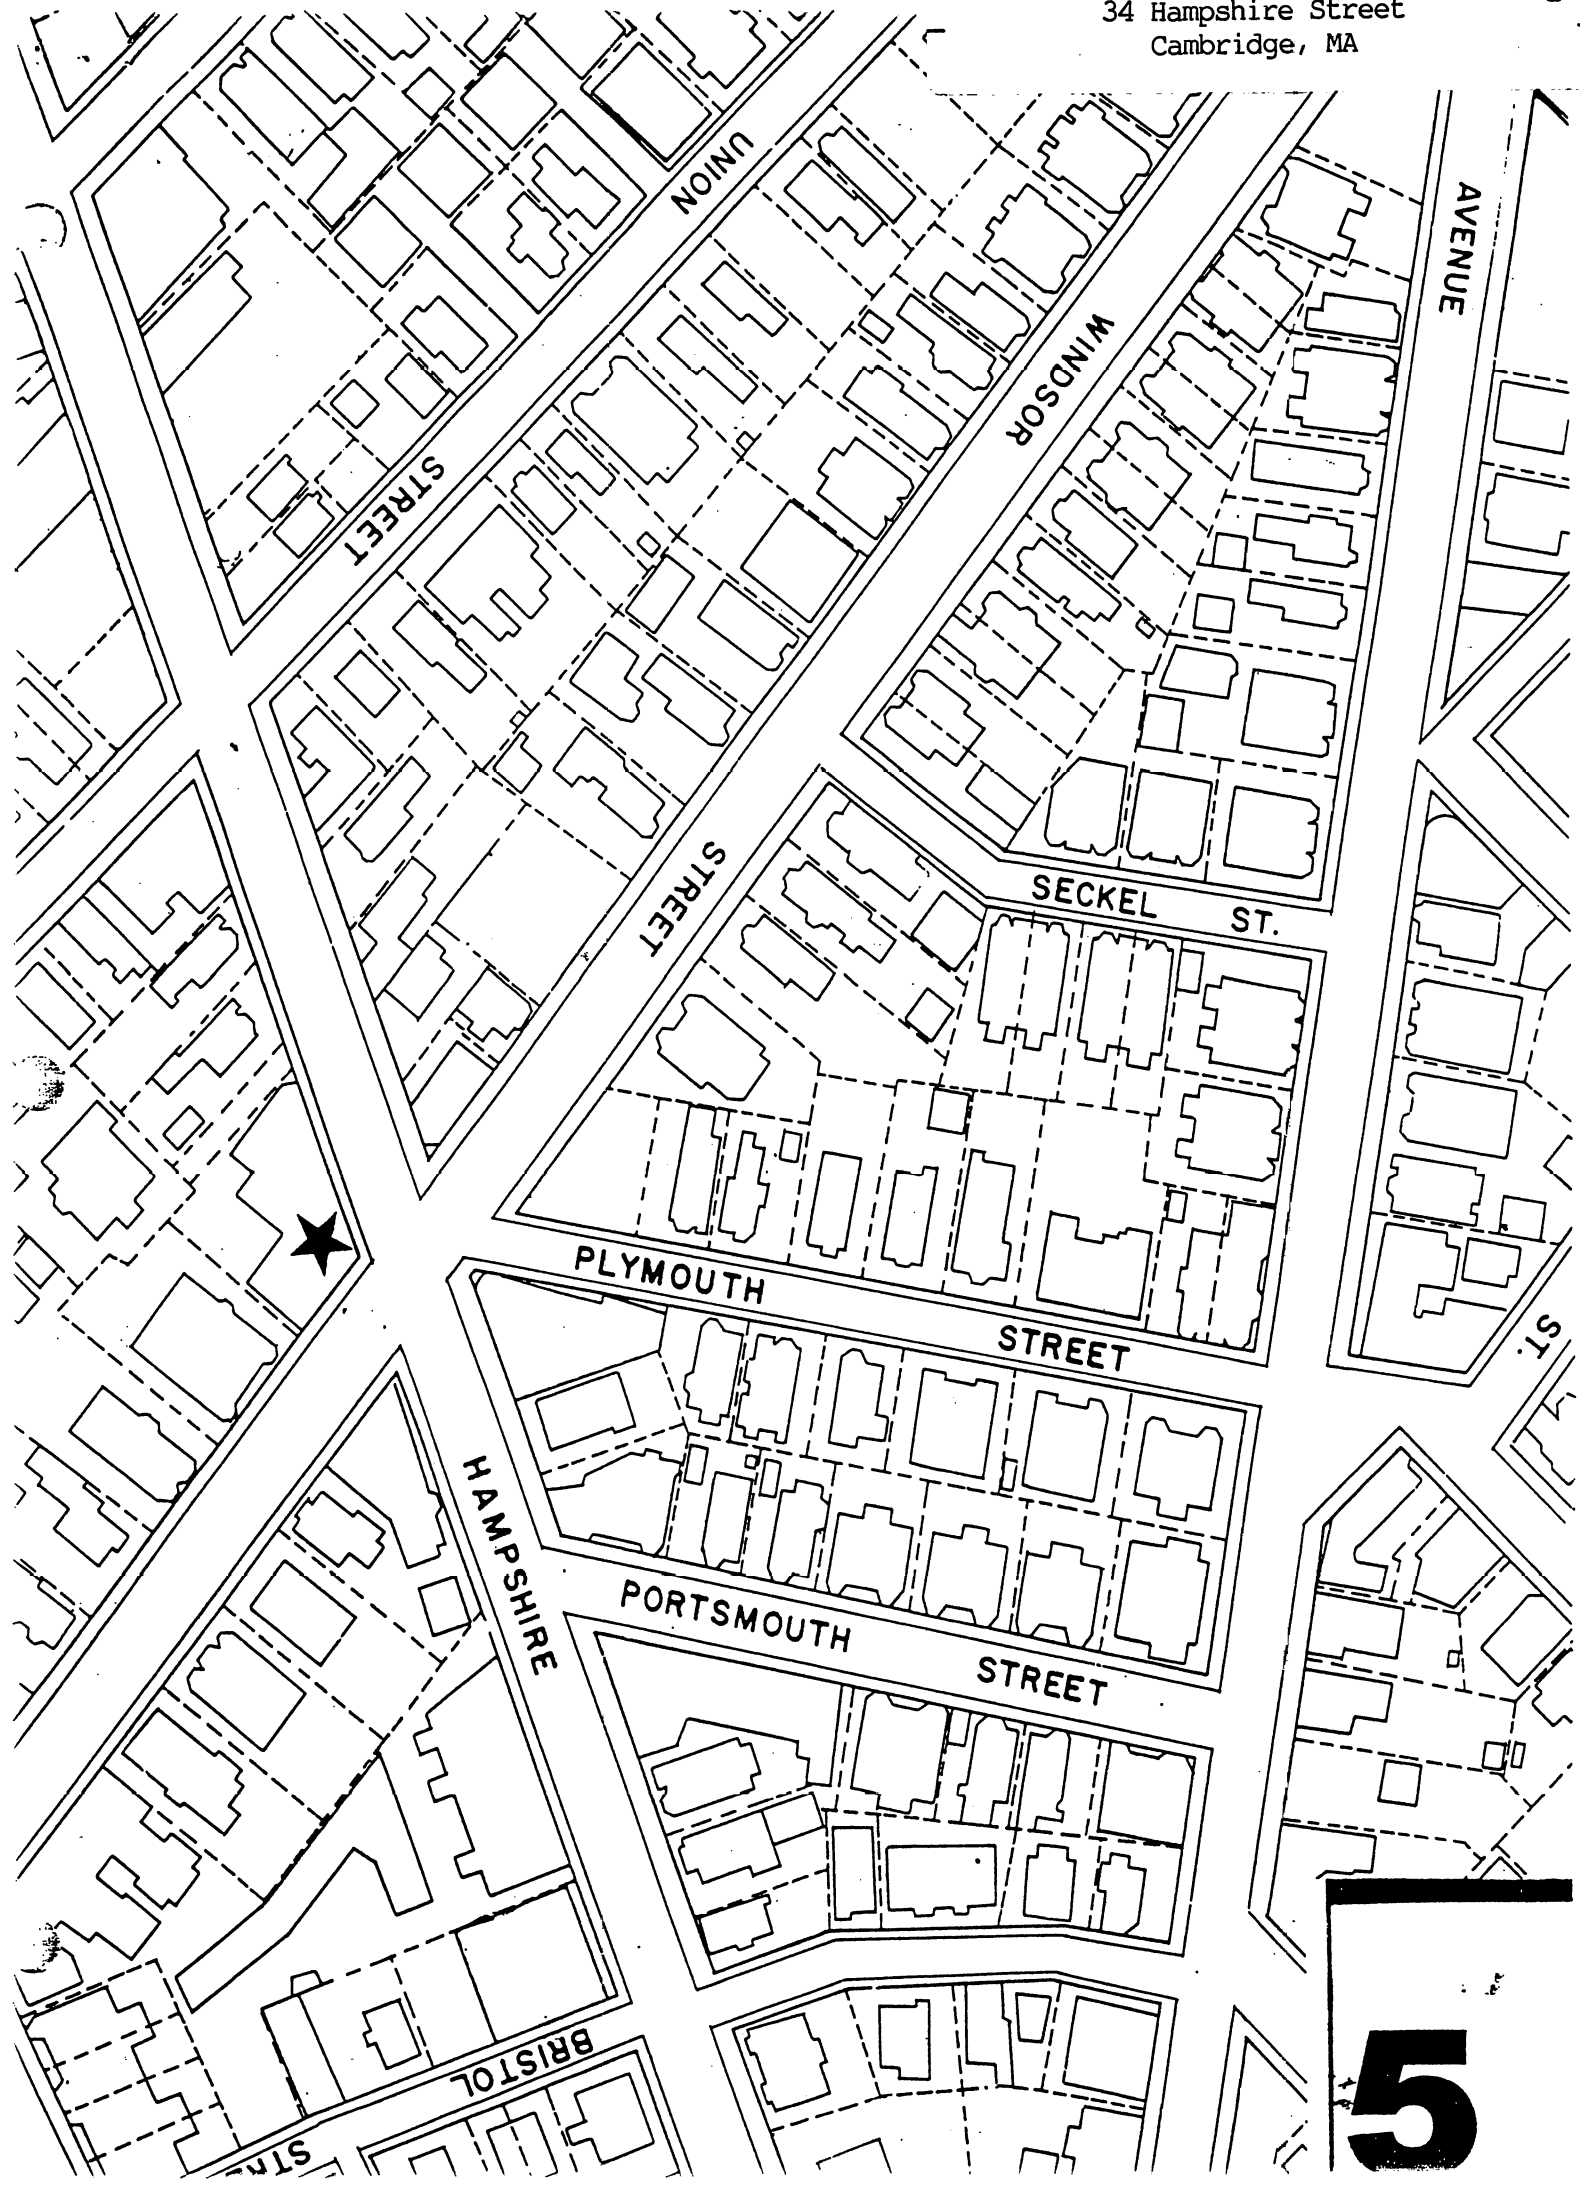 34 Hampshire Street
Cambridge, MA
UNION
STREET
AVENUE
WINDSOR
STREET
SECKEL ST.
PLYMOUTH
STREET
ST.
HAMPSHIRE
PORTSMOUTH
STREET
BRISTOL
5